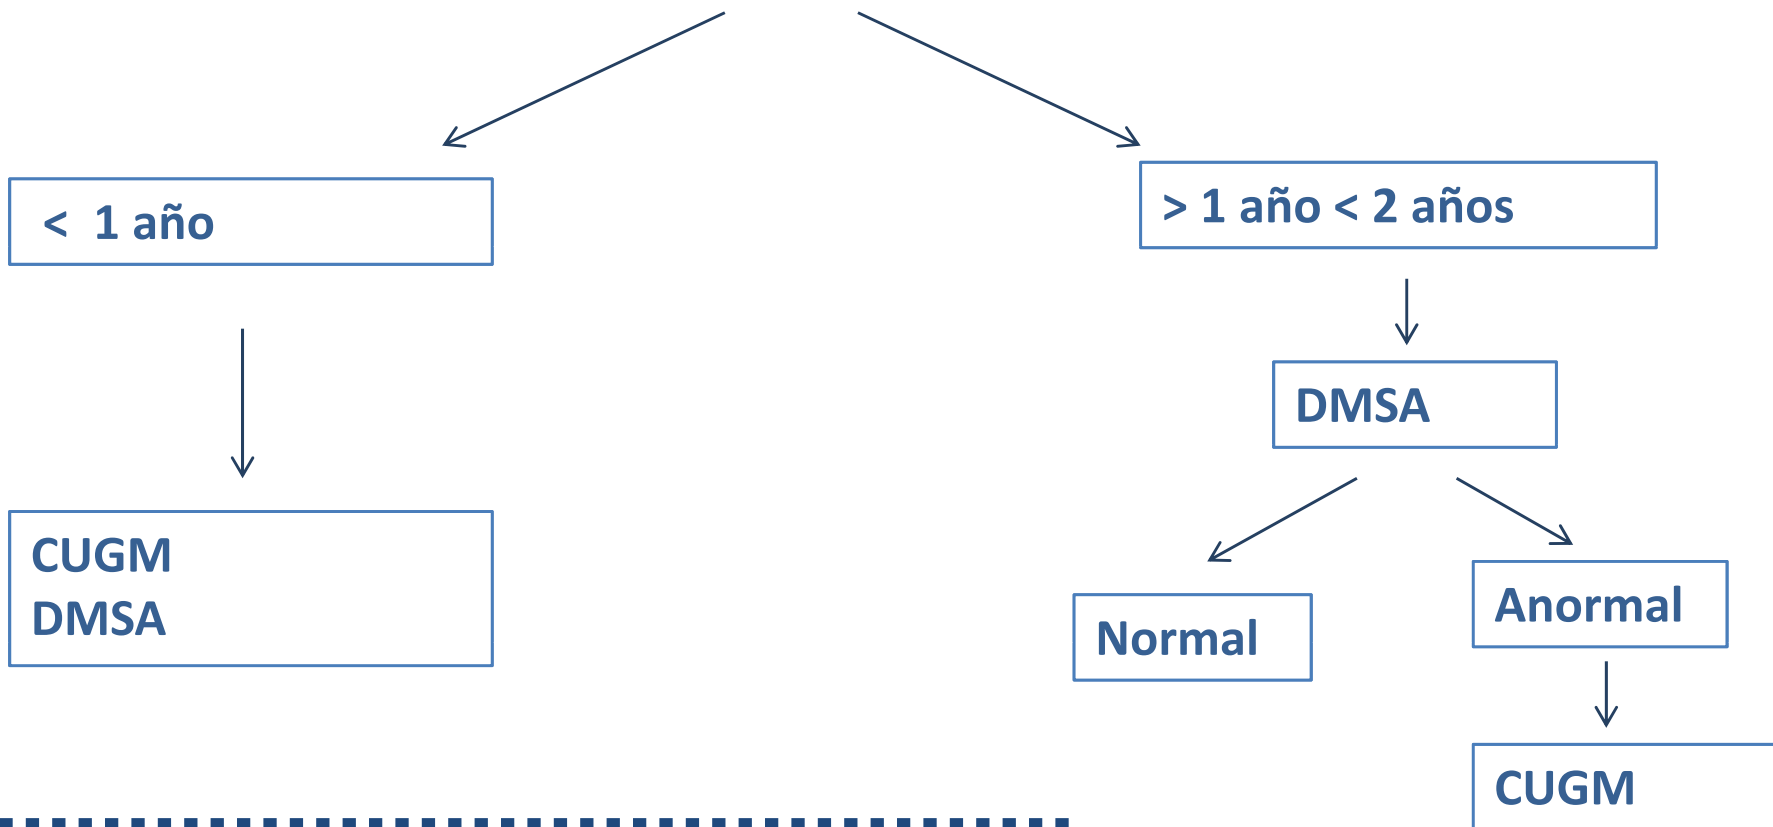 < 1 año
> 1 año < 2 años
DMSA
CUGM
DMSA
Normal
Anormal
CUGM